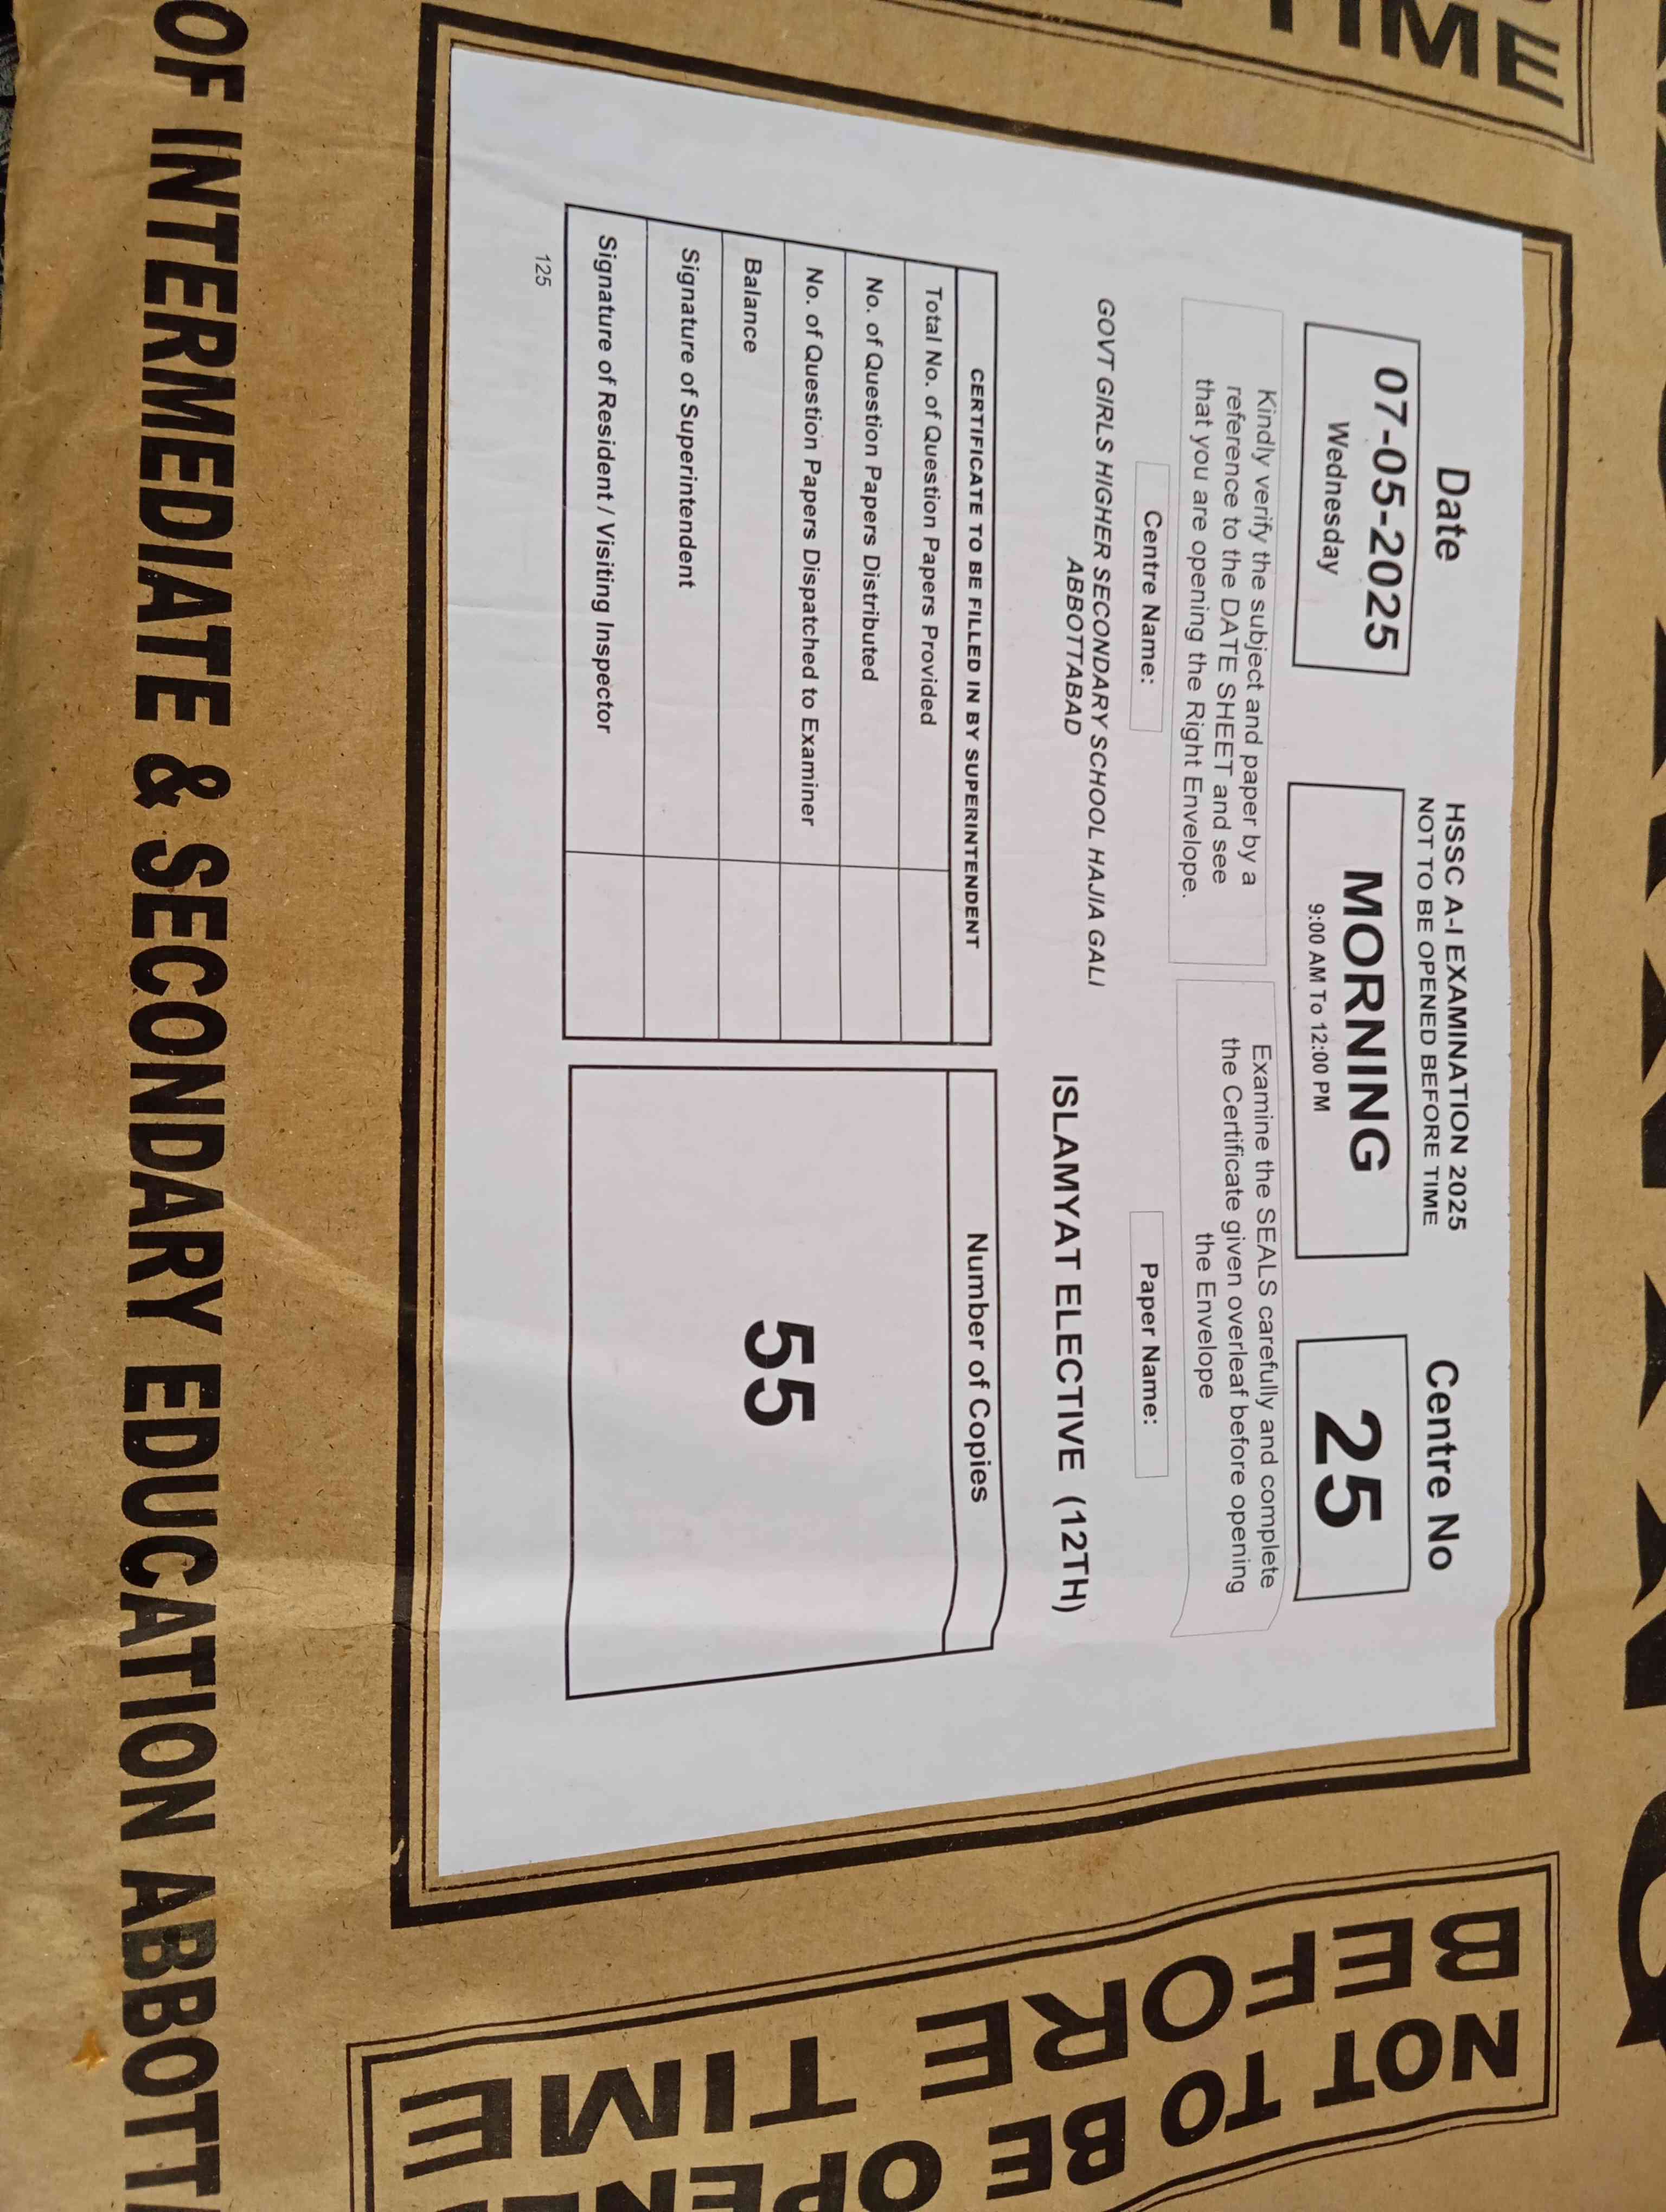 TIME
Date
07-05-2025
Wednesday
HSSC A-I EXAMINATION 2025
NOT TO BE OPENED BEFORE TIME
MORNING
9:00 AM To 12:00 PM
Centre No
25
Kindly verify the subject and paper by a
reference to the DATE SHEET and see
that you are opening the Right Envelope.
Examine the SEALS carefully and complete
the Certificate given overleaf before opening
the Envelope
Centre Name:
Paper Name:
GOVT GIRLS HIGHER SECONDARY SCHOOL HAJIA GALI
ABBOTTABAD
ISLAMYAT ELECTIVE (12TH)
CERTIFICATE TO BE FILLED IN BY SUPERINTENDENT
Total No. of Question Papers Provided
No. of Question Papers Distributed
No. of Question Papers Dispatched to Examiner
Balance
Signature of Superintendent
Signature of Resident / Visiting Inspector
Number of Copies
55
125
NOT TO BE OPENE
BEFORE TIME
OF INTERMEDIATE & SECONDARY EDUCATION ABBOTT